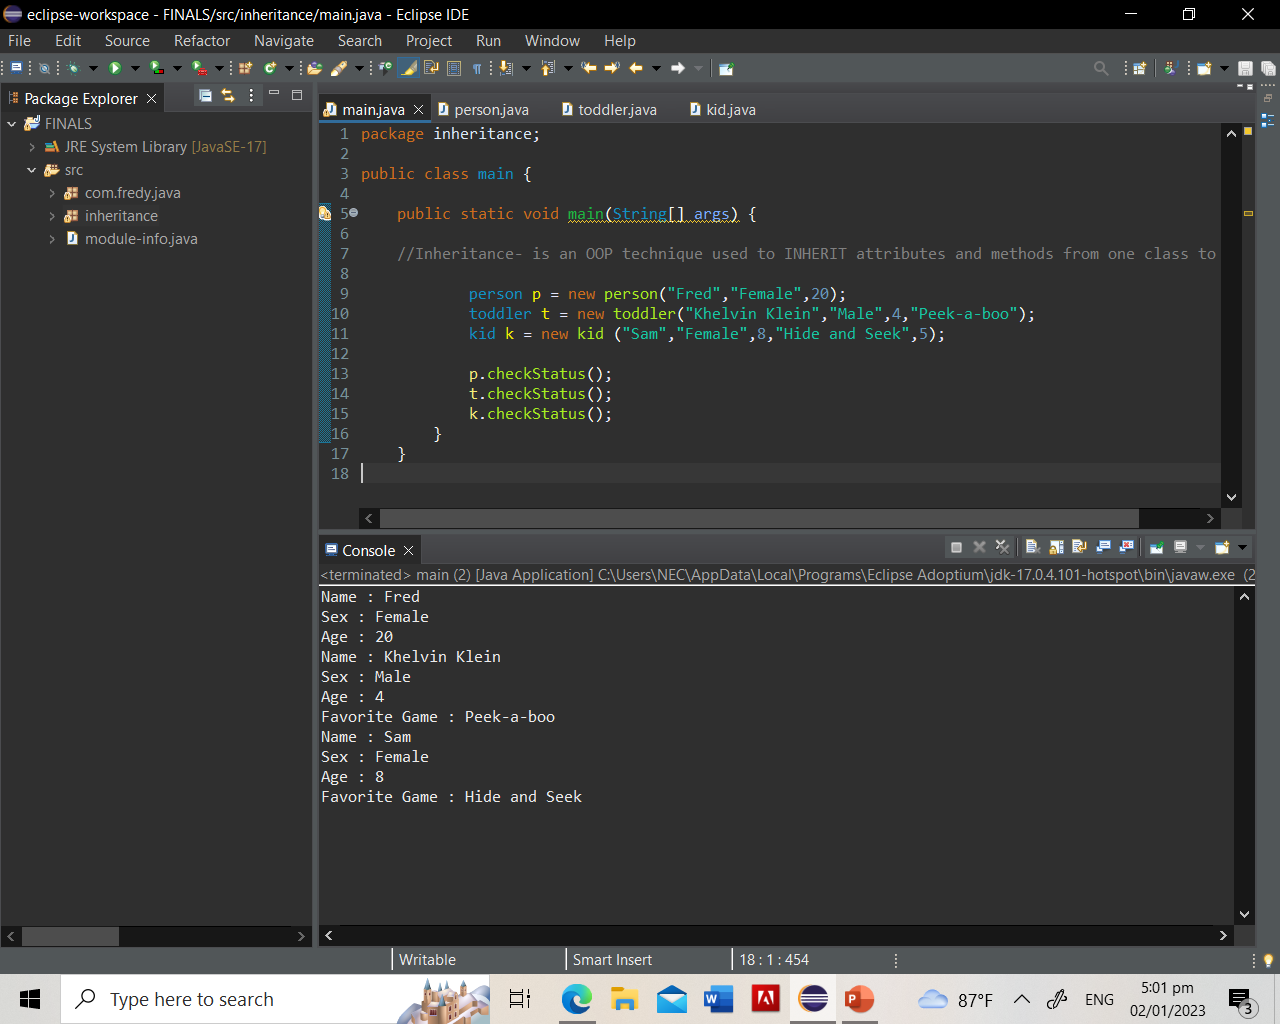 eclipse-workspace - FINALS/src/inheritance/main.java - Eclipse IDE
File Edit Source Refactor Navigate Search Project Run Window Help
Package Explorer
FINALS
JRE System Library [JavaSE-17]
src
com.fredy.java
inheritance
module-info.java
main.java person.java toddler.java kid.java
1 package inheritance;
2
3 public class main {
4
5 public static void main(String[] args) {
6
7 //Inheritance- is an OOP technique used to INHERIT attributes and methods from one class to
8
9 person p = new person("Fred","Female",20);
10 toddler t = new toddler("Khelvin Klein","Male",4,"Peek-a-boo");
11 kid k = new kid ("Sam","Female",8,"Hide and Seek",5);
12
13 p.checkStatus();
14 t.checkStatus();
15 k.checkStatus();
16 }
17 }
18
Console
<terminated> main (2) [Java Application] C:\Users\NEC\AppData\Local\Programs\Eclipse Adoptium\jdk-17.0.4.101-hotspot\bin\javaw.exe (2
Name : Fred
Sex : Female
Age : 20
Name : Khelvin Klein
Sex : Male
Age : 4
Favorite Game : Peek-a-boo
Name : Sam
Sex : Female
Age : 8
Favorite Game : Hide and Seek
Writable Smart Insert 18 : 1 : 454
Type here to search
87°F ENG 5:01 pm
02/01/2023
3